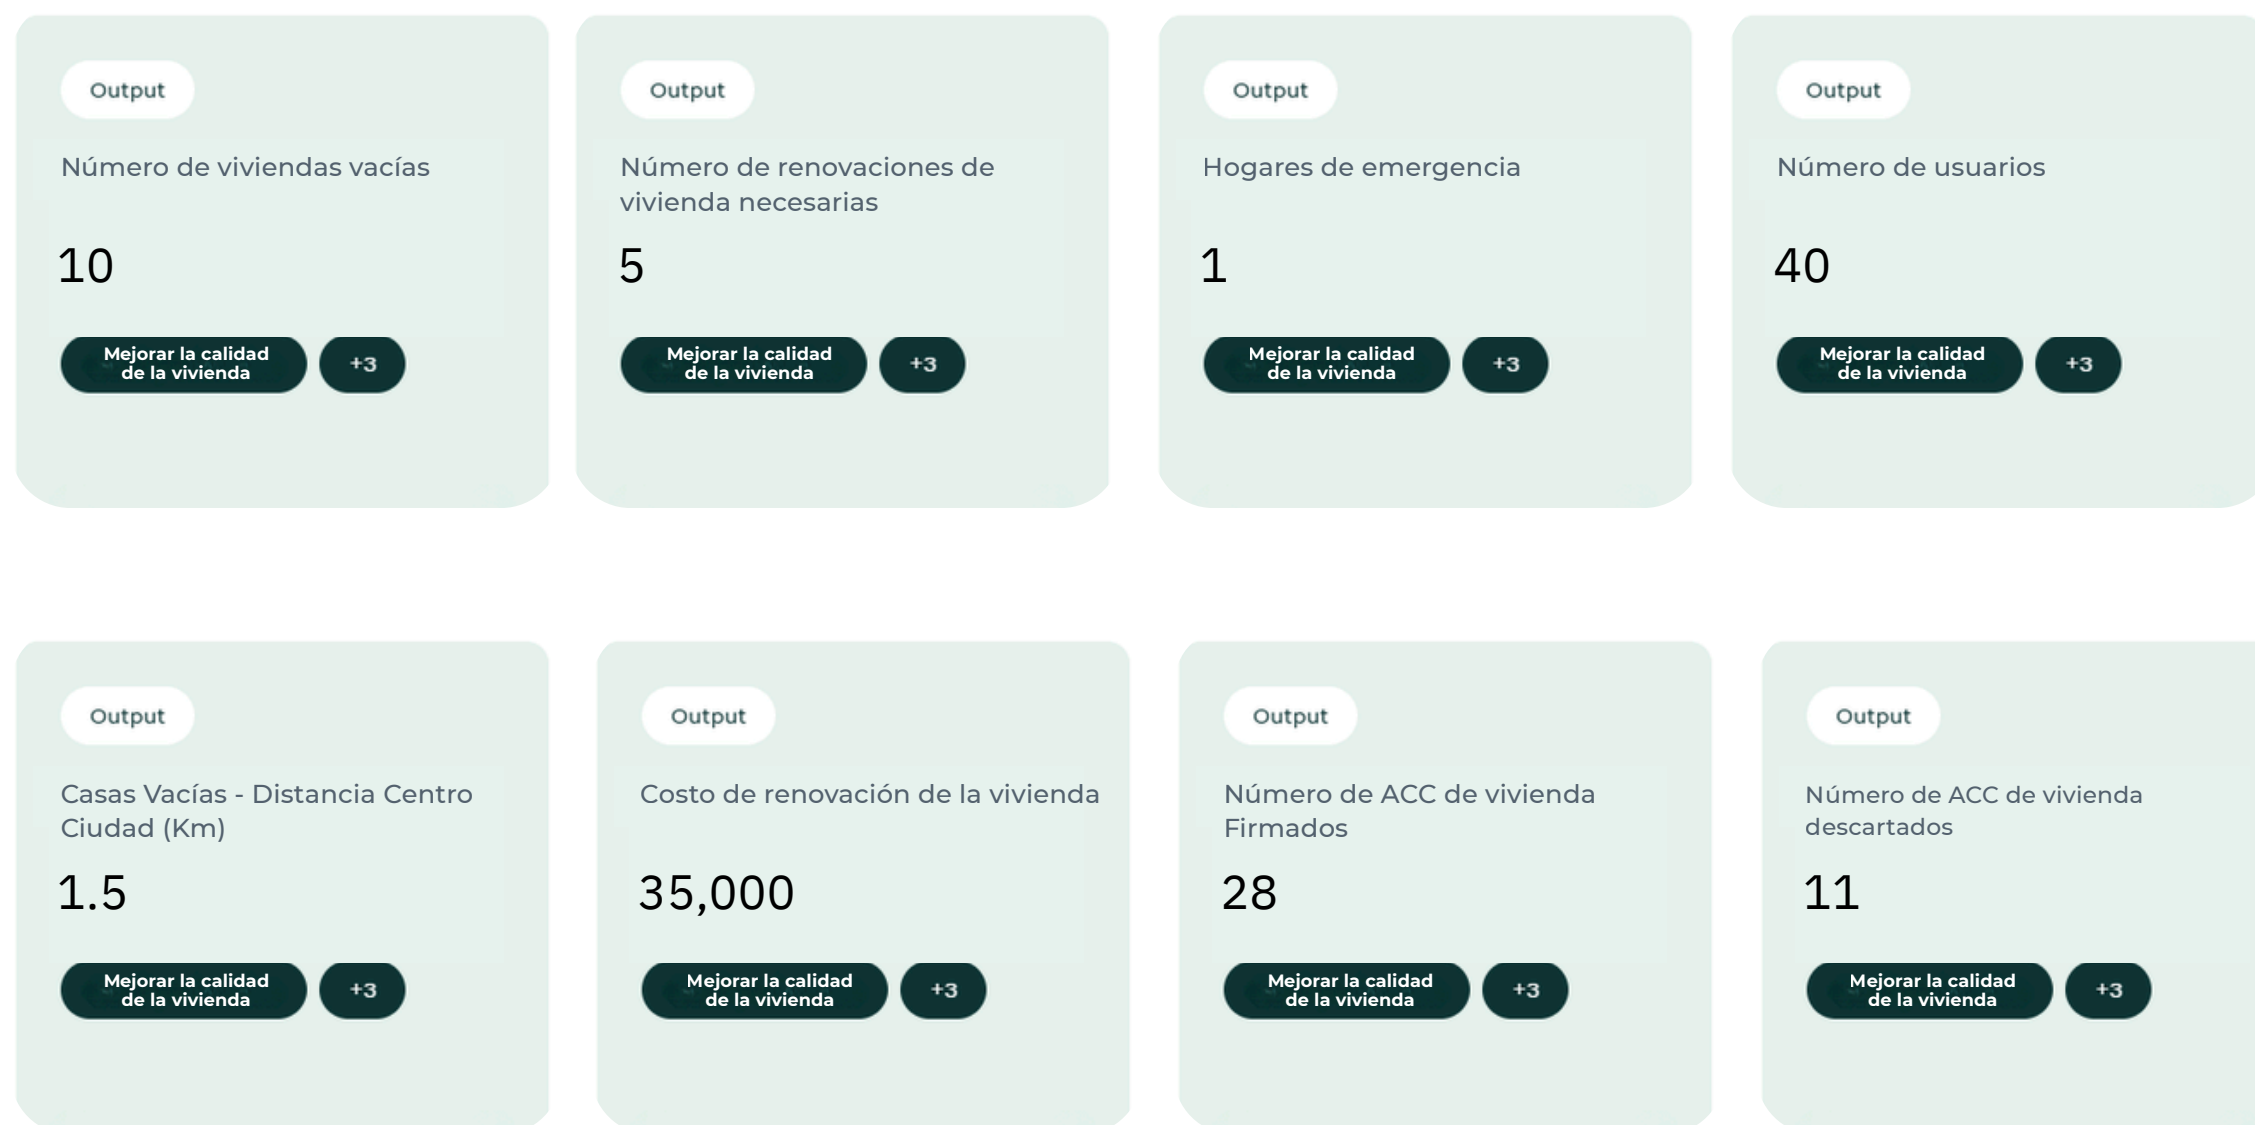 Output
Número de viviendas vacías
10
Mejorar la calidad
de la vivienda
+3
Output
Número de renovaciones de
vivienda necesarias
5
Mejorar la calidad
de la vivienda
+3
Output
Hogares de emergencia
1
Mejorar la calidad
de la vivienda
+3
Output
Número de usuarios
40
Mejorar la calidad
de la vivienda
+3
Output
Casas Vacías - Distancia Centro
Ciudad (Km)
1.5
Mejorar la calidad
de la vivienda
+3
Output
Costo de renovación de la vivienda
35,000
Mejorar la calidad
de la vivienda
+3
Output
Número de ACC de vivienda
Firmados
28
Mejorar la calidad
de la vivienda
+3
Output
Número de ACC de vivienda
descartados
11
Mejorar la calidad
de la vivienda
+3